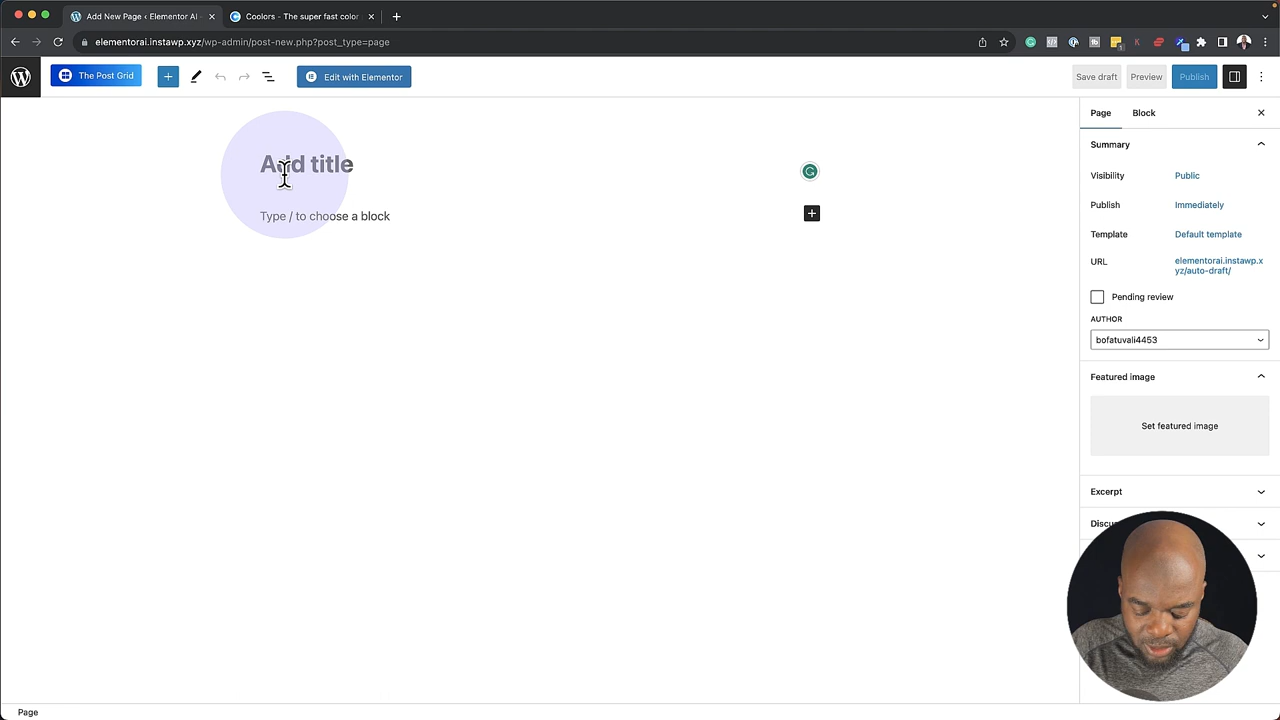 Add New Page ‹ Elementor AI -
Coolors - The super fast color
elementorai.instawp.xyz/wp-admin/post-new.php?post_type=page
The Post Grid
Edit with Elementor
Save draft
Preview
Publish
Add title
Type / to choose a block
Page
Block
Summary
Visibility
Public
Publish
Immediately
Template
Default template
URL
elementorai.instawp.x
yz/auto-draft/
Pending review
AUTHOR
bofatuvali4453
Featured image
Set featured image
Excerpt
Page